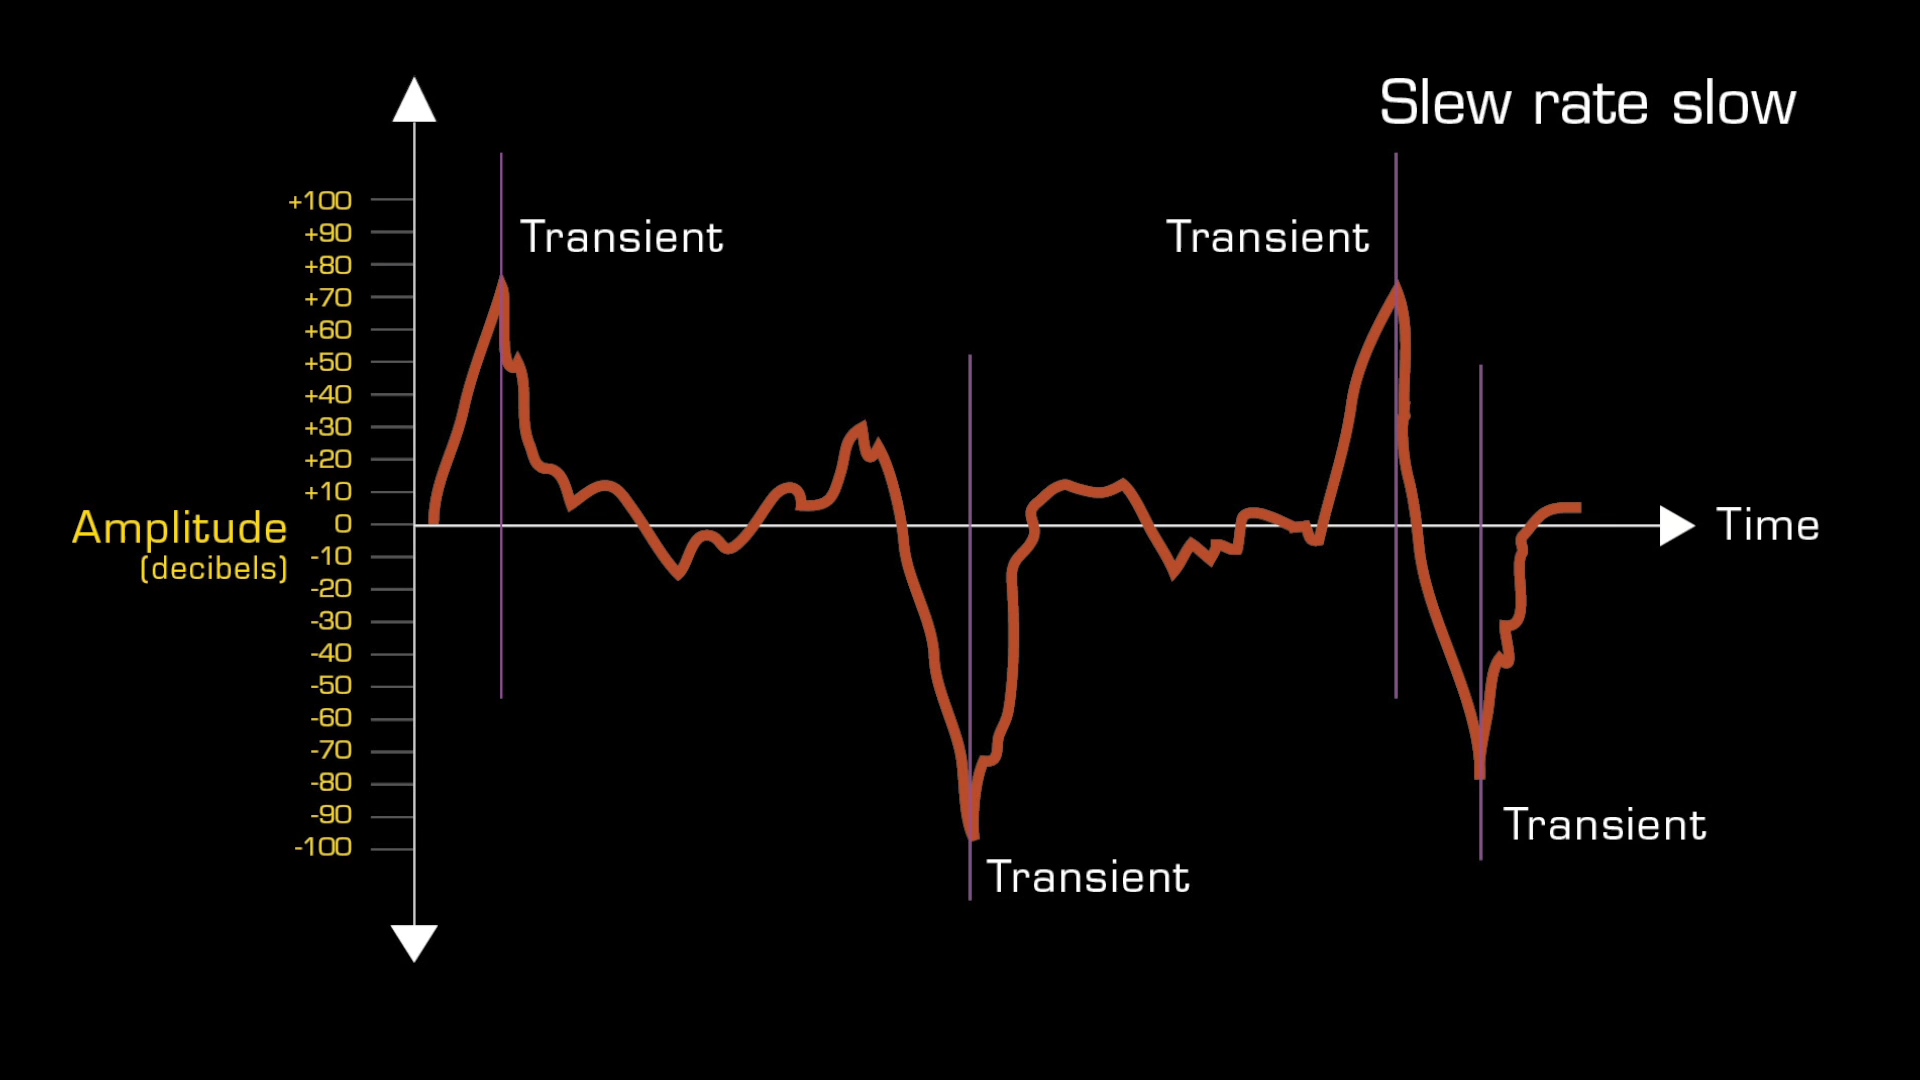 Slew rate slow
Transient
Transient
+100
+90
+80
+70
+60
+50
+40
+30
+20
+10
0
-10
-20
-30
-40
-50
-60
-70
-80
-90
-100
Amplitude
(decibels)
Time
Transient
Transient